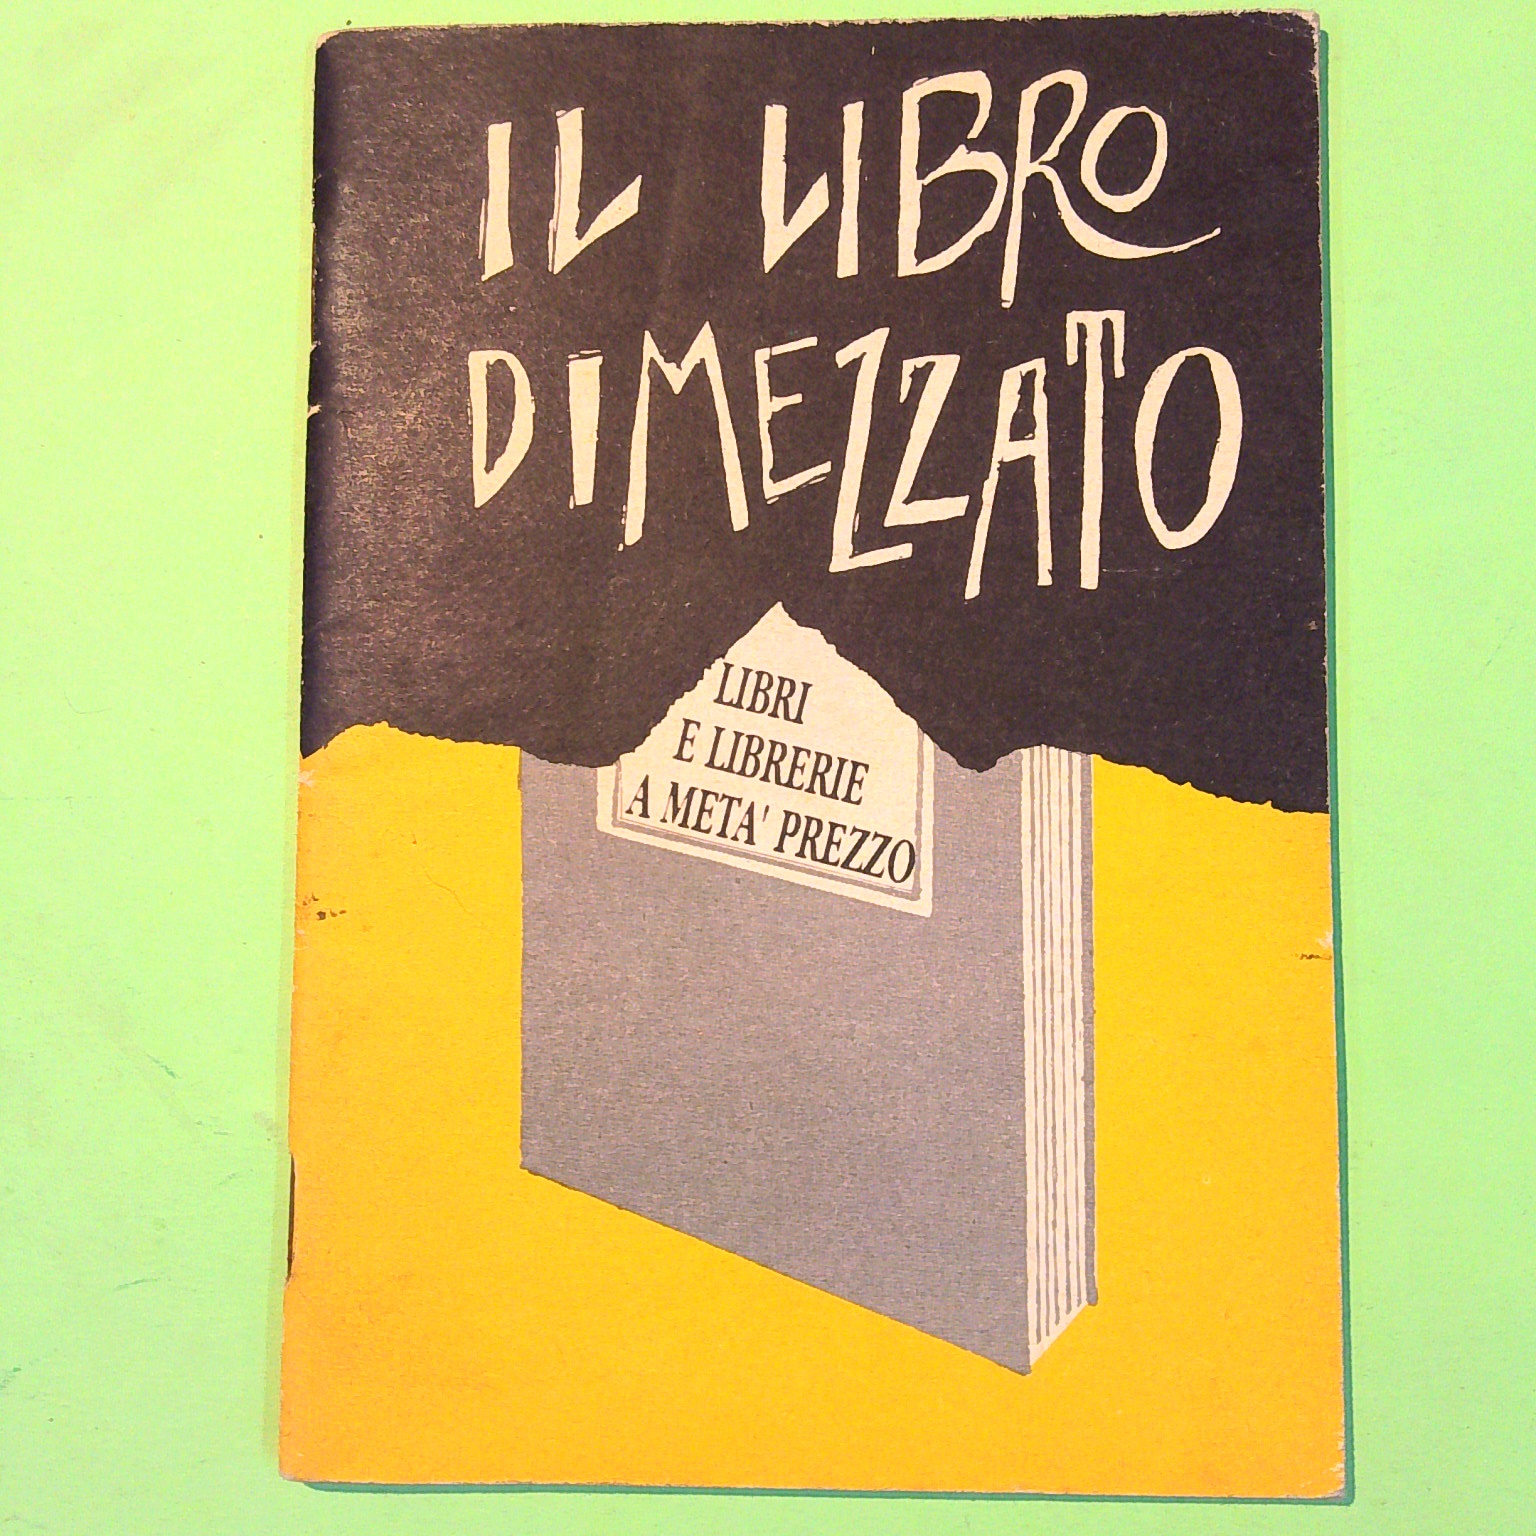 IL LIBRO
DIMEZZATO
LIBRI
E LIBRERIE
A META' PREZZO